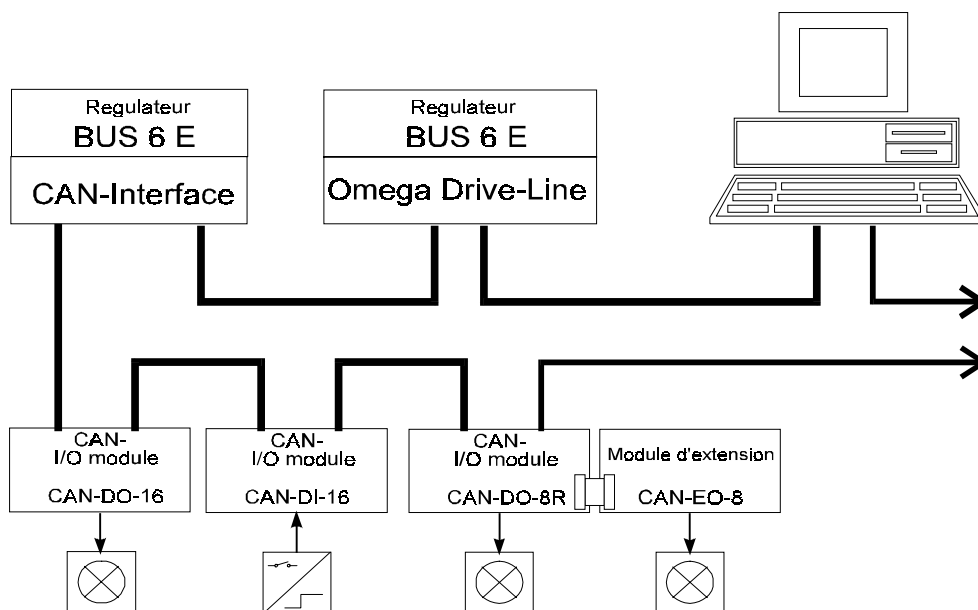 Regulateur
BUS 6 E
CAN-Interface
Regulateur
BUS 6 E
Omega Drive-Line
CAN-
I/O module
CAN-DO-16
CAN-
I/O module
CAN-DI-16
CAN-
I/O module
CAN-DO-8R
Module d'extension
CAN-EO-8